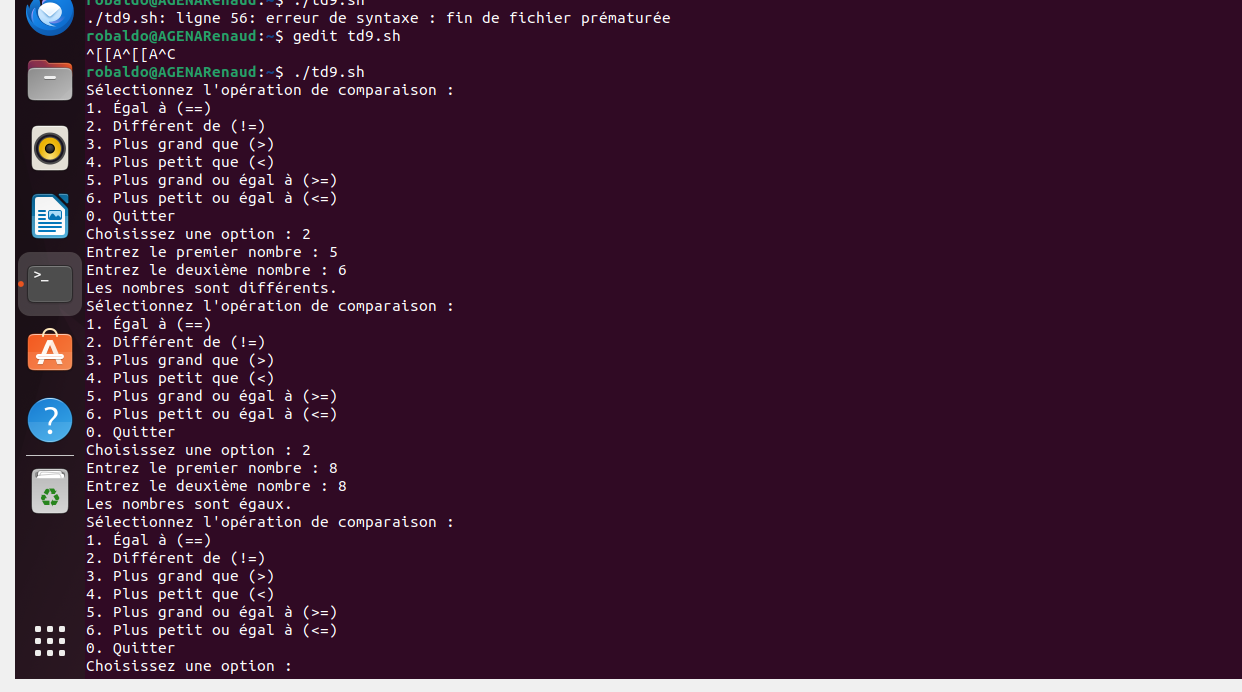 robaldo@AGENARenaud:~$ ./td9.sh
./td9.sh: ligne 56: erreur de syntaxe : fin de fichier prématurée
robaldo@AGENARenaud:~$ gedit td9.sh
^[[A^[[A^C
robaldo@AGENARenaud:~$ ./td9.sh
Sélectionnez l'opération de comparaison :
1. Égal à (==)
2. Différent de (!=)
3. Plus grand que (>)
4. Plus petit que (<)
5. Plus grand ou égal à (>=)
6. Plus petit ou égal à (<=)
0. Quitter
Choisissez une option : 2
Entrez le premier nombre : 5
Entrez le deuxième nombre : 6
Les nombres sont différents.
Sélectionnez l'opération de comparaison :
1. Égal à (==)
2. Différent de (!=)
3. Plus grand que (>)
4. Plus petit que (<)
5. Plus grand ou égal à (>=)
6. Plus petit ou égal à (<=)
0. Quitter
Choisissez une option : 2
Entrez le premier nombre : 8
Entrez le deuxième nombre : 8
Les nombres sont égaux.
Sélectionnez l'opération de comparaison :
1. Égal à (==)
2. Différent de (!=)
3. Plus grand que (>)
4. Plus petit que (<)
5. Plus grand ou égal à (>=)
6. Plus petit ou égal à (<=)
0. Quitter
Choisissez une option :